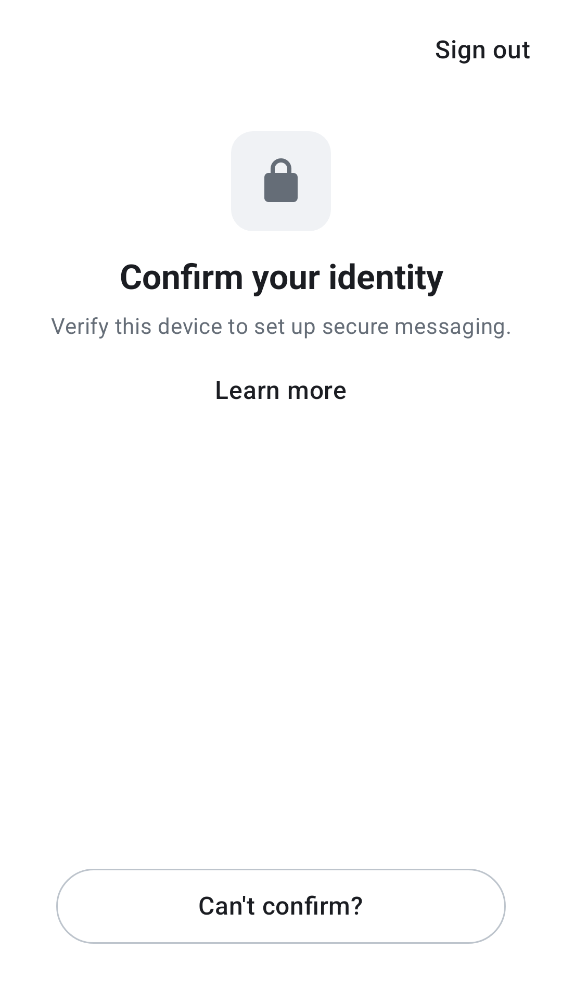 Sign out
Confirm your identity
Verify this device to set up secure messaging.
Learn more
Can't confirm?